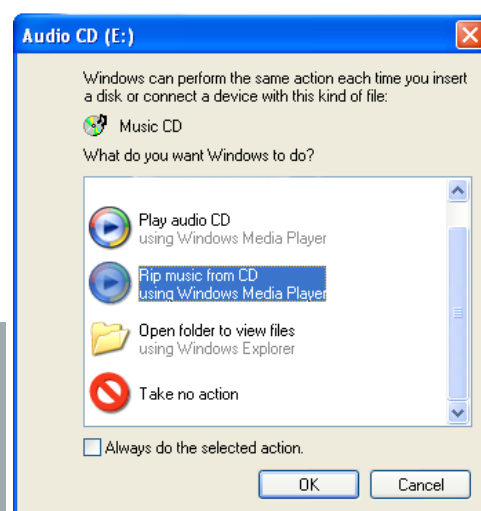 Audio CD (E:)
Windows can perform the same action each time you insert
a disk or connect a device with this kind of file:
Music CD
What do you want Windows to do?
Play audio CD
using Windows Media Player
Rip music from CD
using Windows Media Player
Open folder to view files
using Windows Explorer
Take no action
Always do the selected action.
OK
Cancel